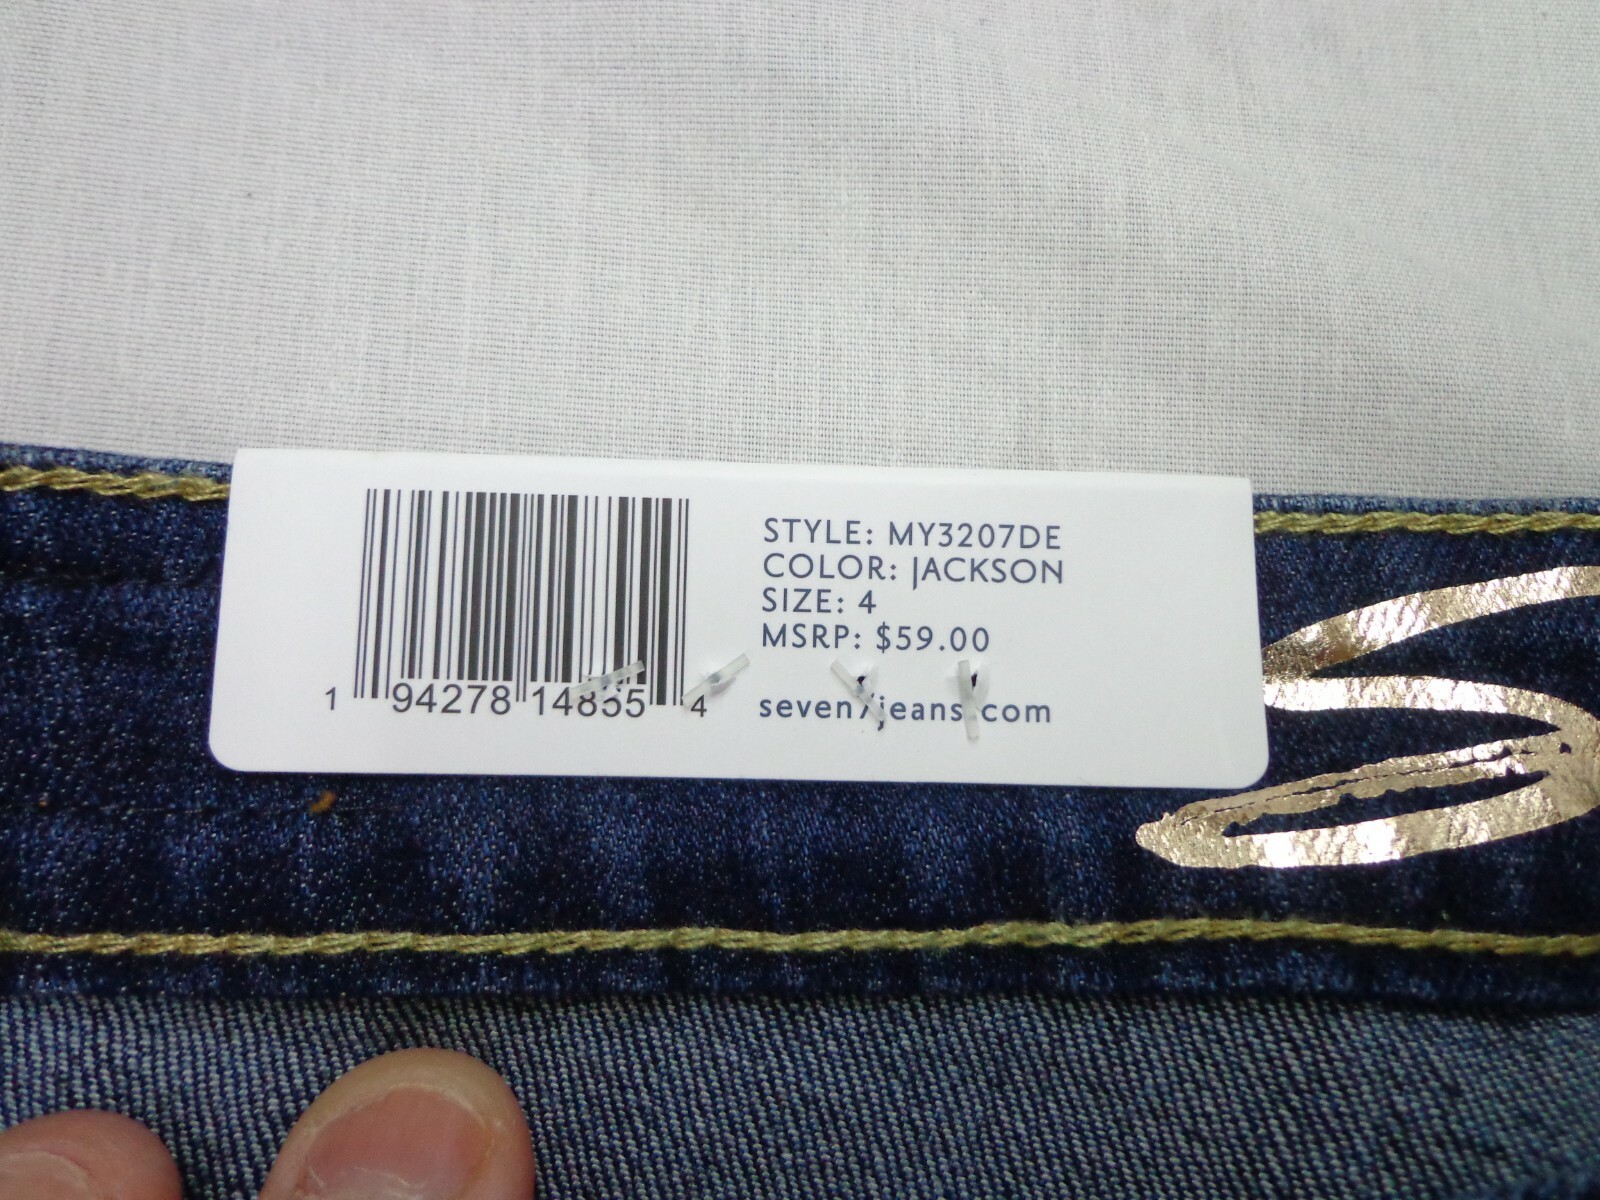 STYLE: MY3207DE
COLOR: JACKSON
SIZE: 4
MSRP: $59.00
seven7jeans.com
1 94278 14855 4